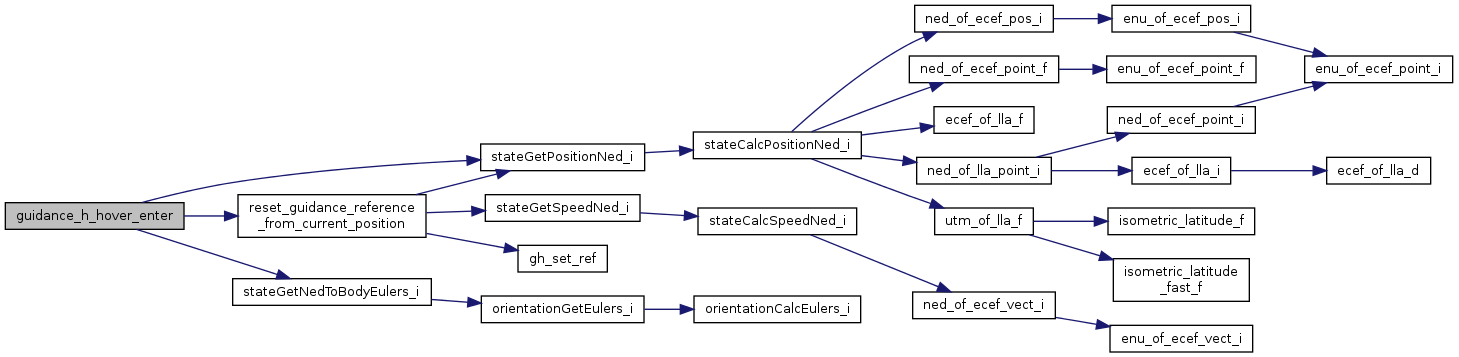 guidance_h_hover_enter
stateGetPositionNed_i
reset_guidance_reference
_from_current_position
stateGetNedToBodyEulers_i
stateGetSpeedNed_i
gh_set_ref
orientationGetEulers_i
stateCalcPositionNed_i
stateCalcSpeedNed_i
orientationCalcEulers_i
ned_of_ecef_pos_i
ned_of_ecef_point_f
ecef_of_lla_f
ned_of_lla_point_i
utm_of_lla_f
ned_of_ecef_vect_i
enu_of_ecef_pos_i
enu_of_ecef_point_f
ned_of_ecef_point_i
ecef_of_lla_i
isometric_latitude_f
isometric_latitude
_fast_f
enu_of_ecef_vect_i
enu_of_ecef_point_i
ecef_of_lla_d